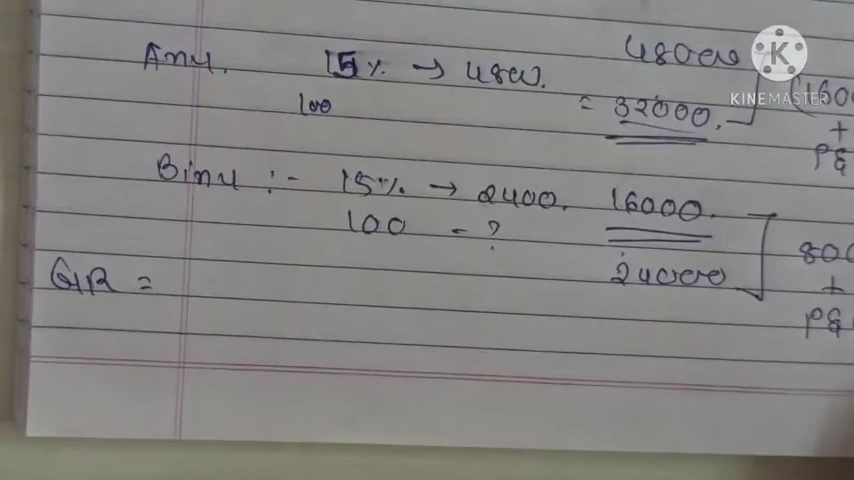 48000
Anu. 15% → 4800.
100 = 32000.
KINEMASTER
+
Binu :- 15% → 2400. 16000.
100 - ?
24000
+
GR =